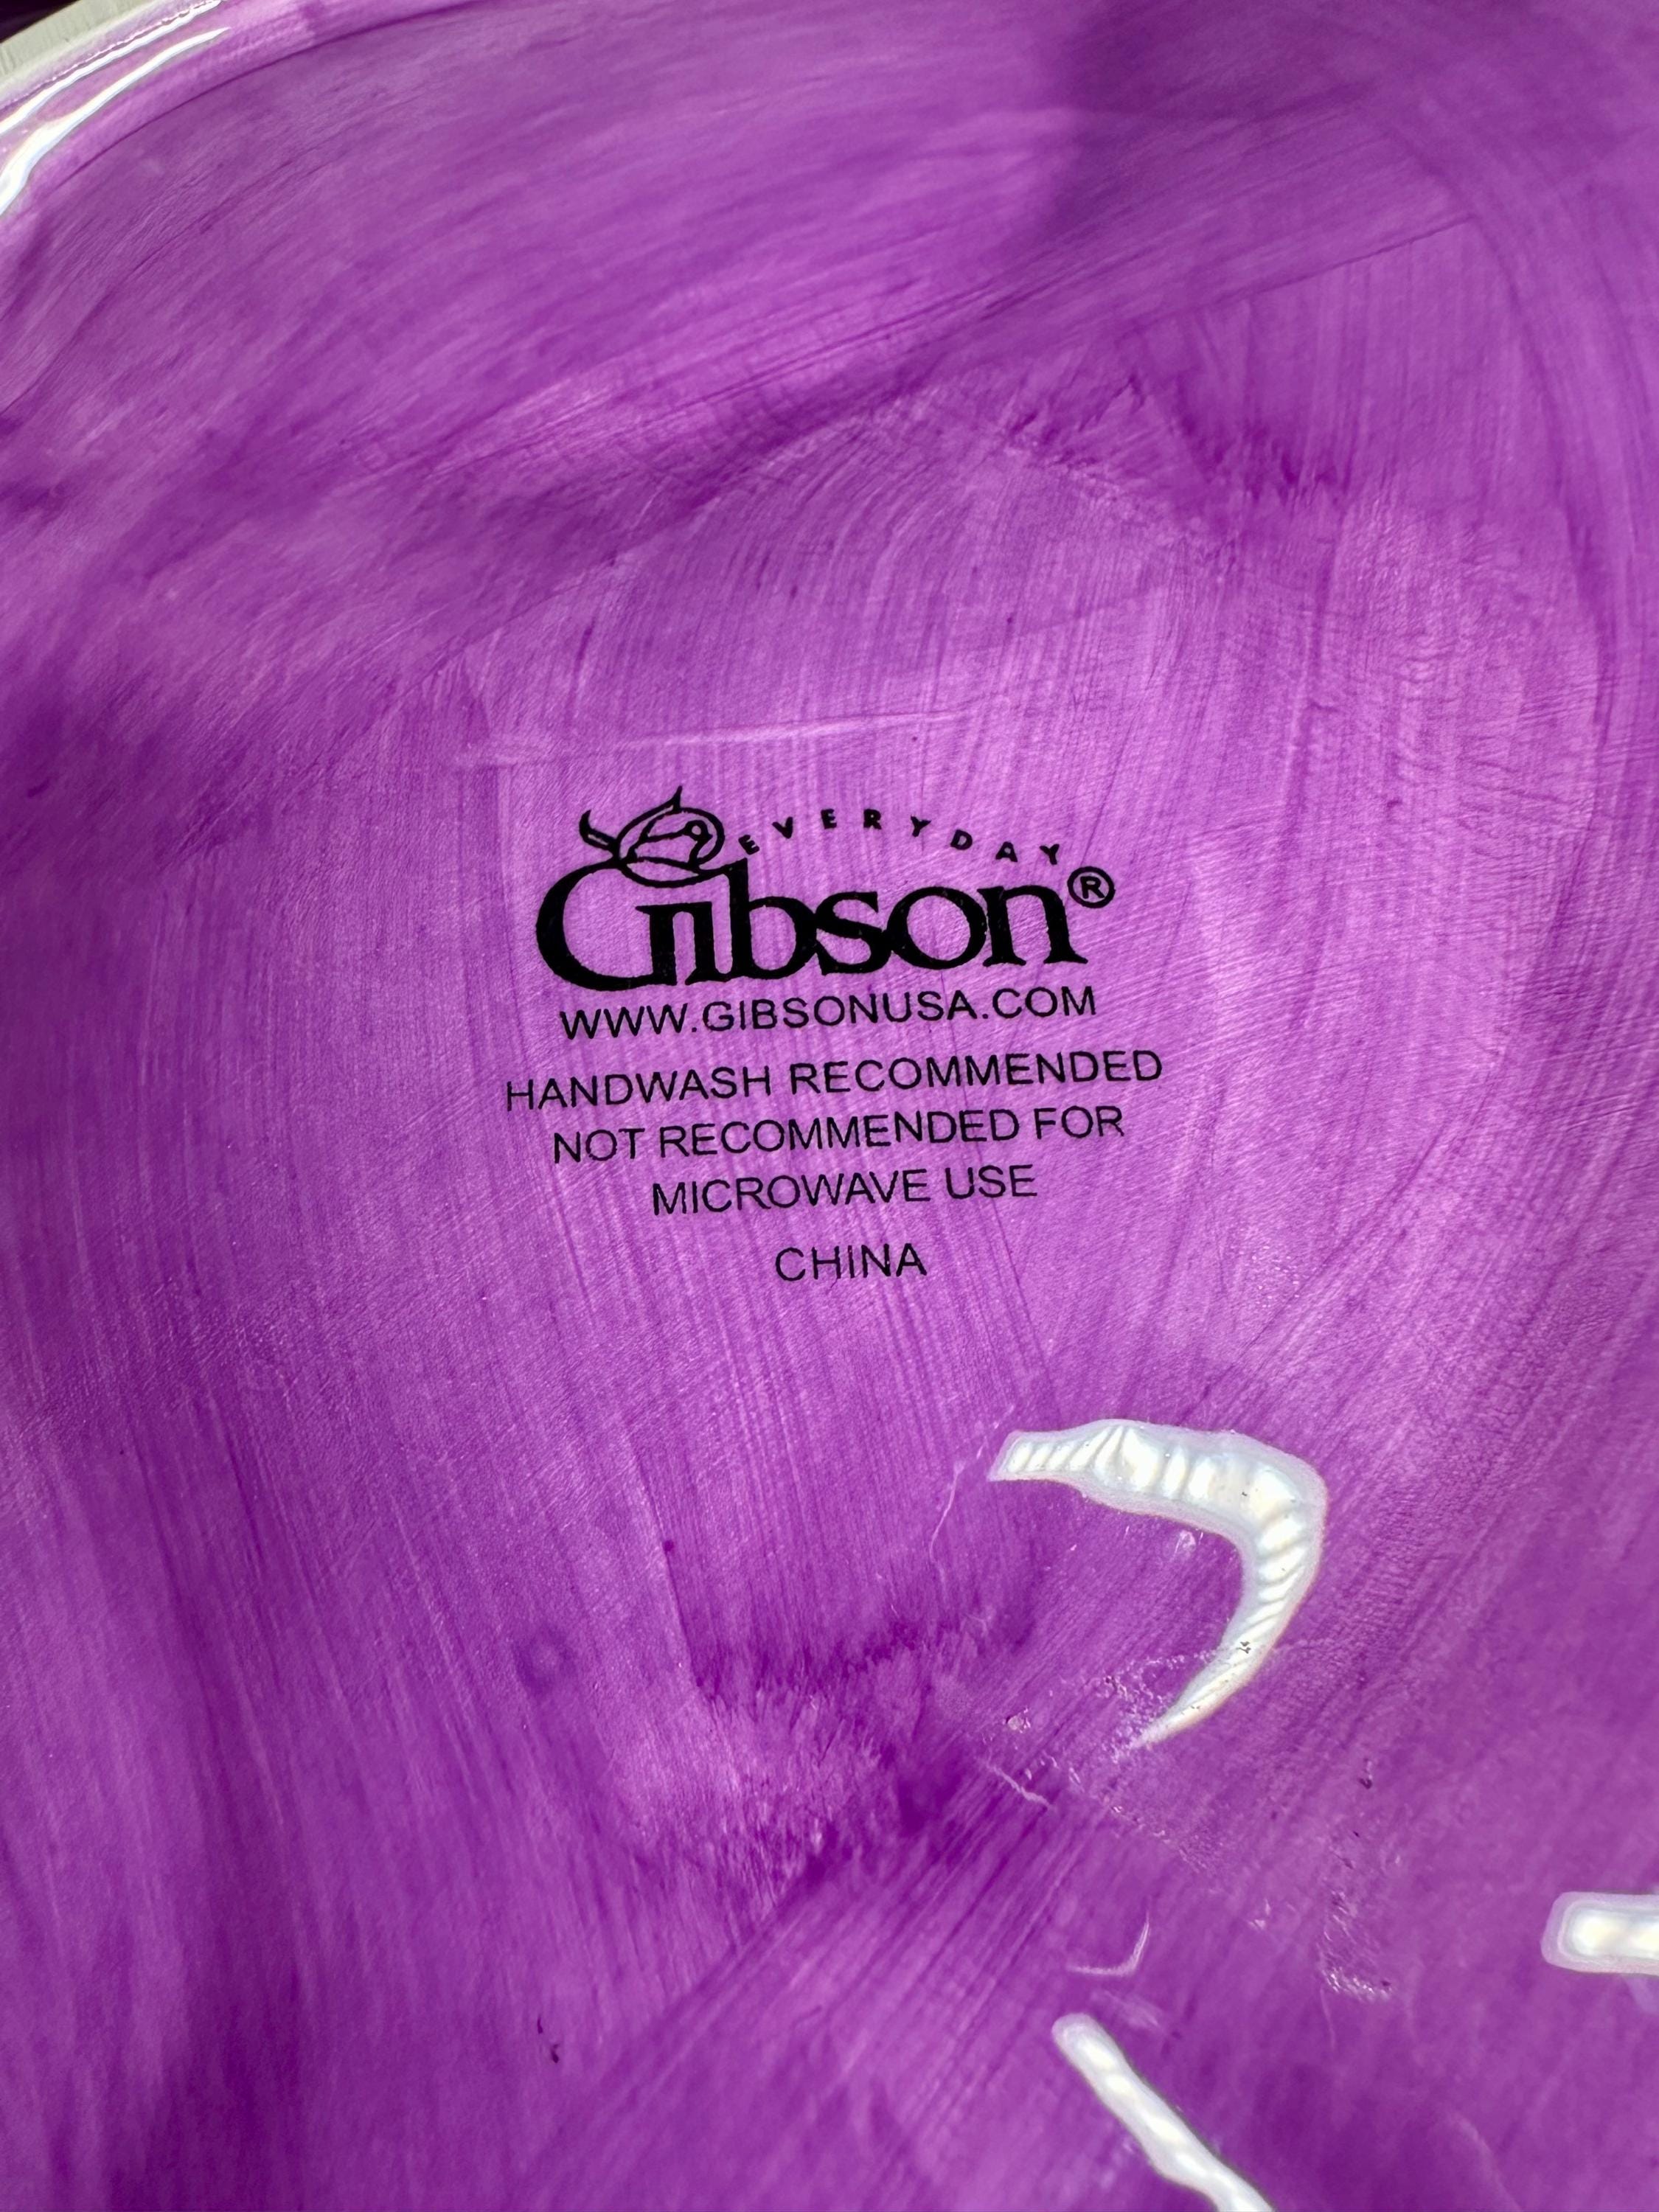 EVERYDAY
Gibson®
WWW.GIBSONUSA.COM
HANDWASH RECOMMENDED
NOT RECOMMENDED FOR
MICROWAVE USE
CHINA